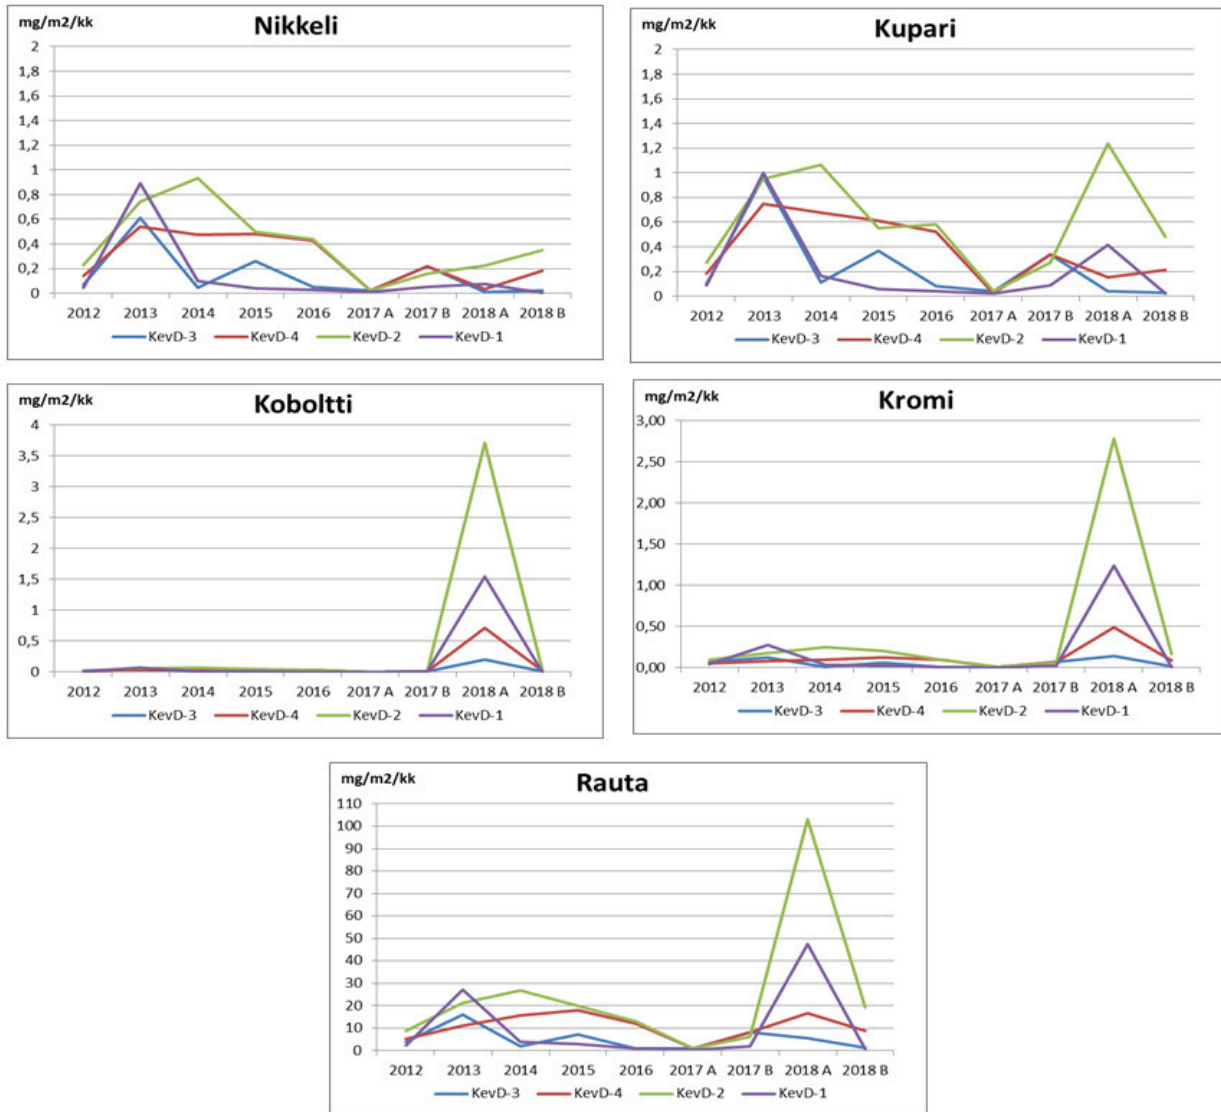 mg/m2/kk
Nikkeli
2
1,8
1,6
1,4
1,2
1
0,8
0,6
0,4
0,2
0
2012 2013 2014 2015 2016 2017 A 2017 B 2018 A 2018 B
KevD-3 KevD-4 KevD-2 KevD-1
mg/m2/kk
Kupari
2
1,8
1,6
1,4
1,2
1
0,8
0,6
0,4
0,2
0
2012 2013 2014 2015 2016 2017 A 2017 B 2018 A 2018 B
KevD-3 KevD-4 KevD-2 KevD-1
mg/m2/kk
Koboltti
4
3,5
3
2,5
2
1,5
1
0,5
0
2012 2013 2014 2015 2016 2017 A 2017 B 2018 A 2018 B
KevD-3 KevD-4 KevD-2 KevD-1
mg/m2/kk
Kromi
3,00
2,50
2,00
1,50
1,00
0,50
0,00
2012 2013 2014 2015 2016 2017 A 2017 B 2018 A 2018 B
KevD-3 KevD-4 KevD-2 KevD-1
mg/m2/kk
Rauta
110
100
90
80
70
60
50
40
30
20
10
0
2012 2013 2014 2015 2016 2017 A 2017 B 2018 A 2018 B
KevD-3 KevD-4 KevD-2 KevD-1